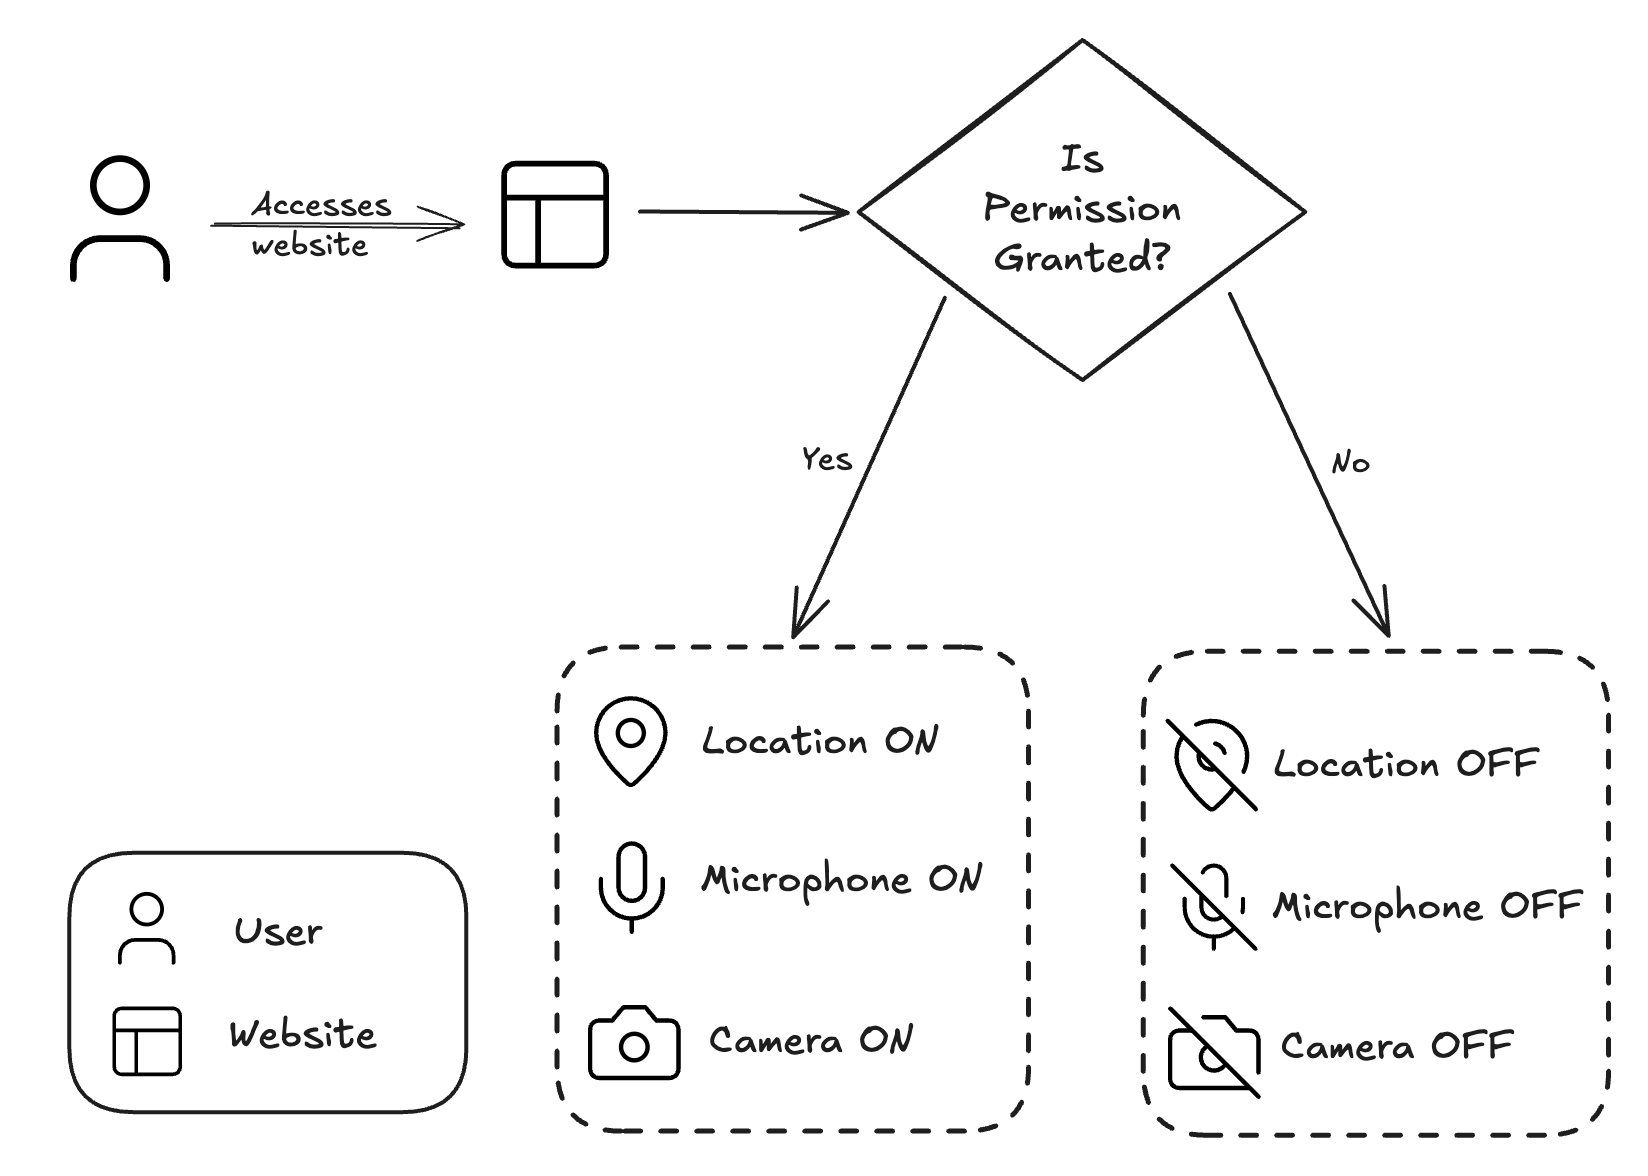 Accesses
website
Is
Permission
Granted?
Yes
No
Location ON
Microphone ON
Camera ON
Location OFF
Microphone OFF
Camera OFF
User
Website